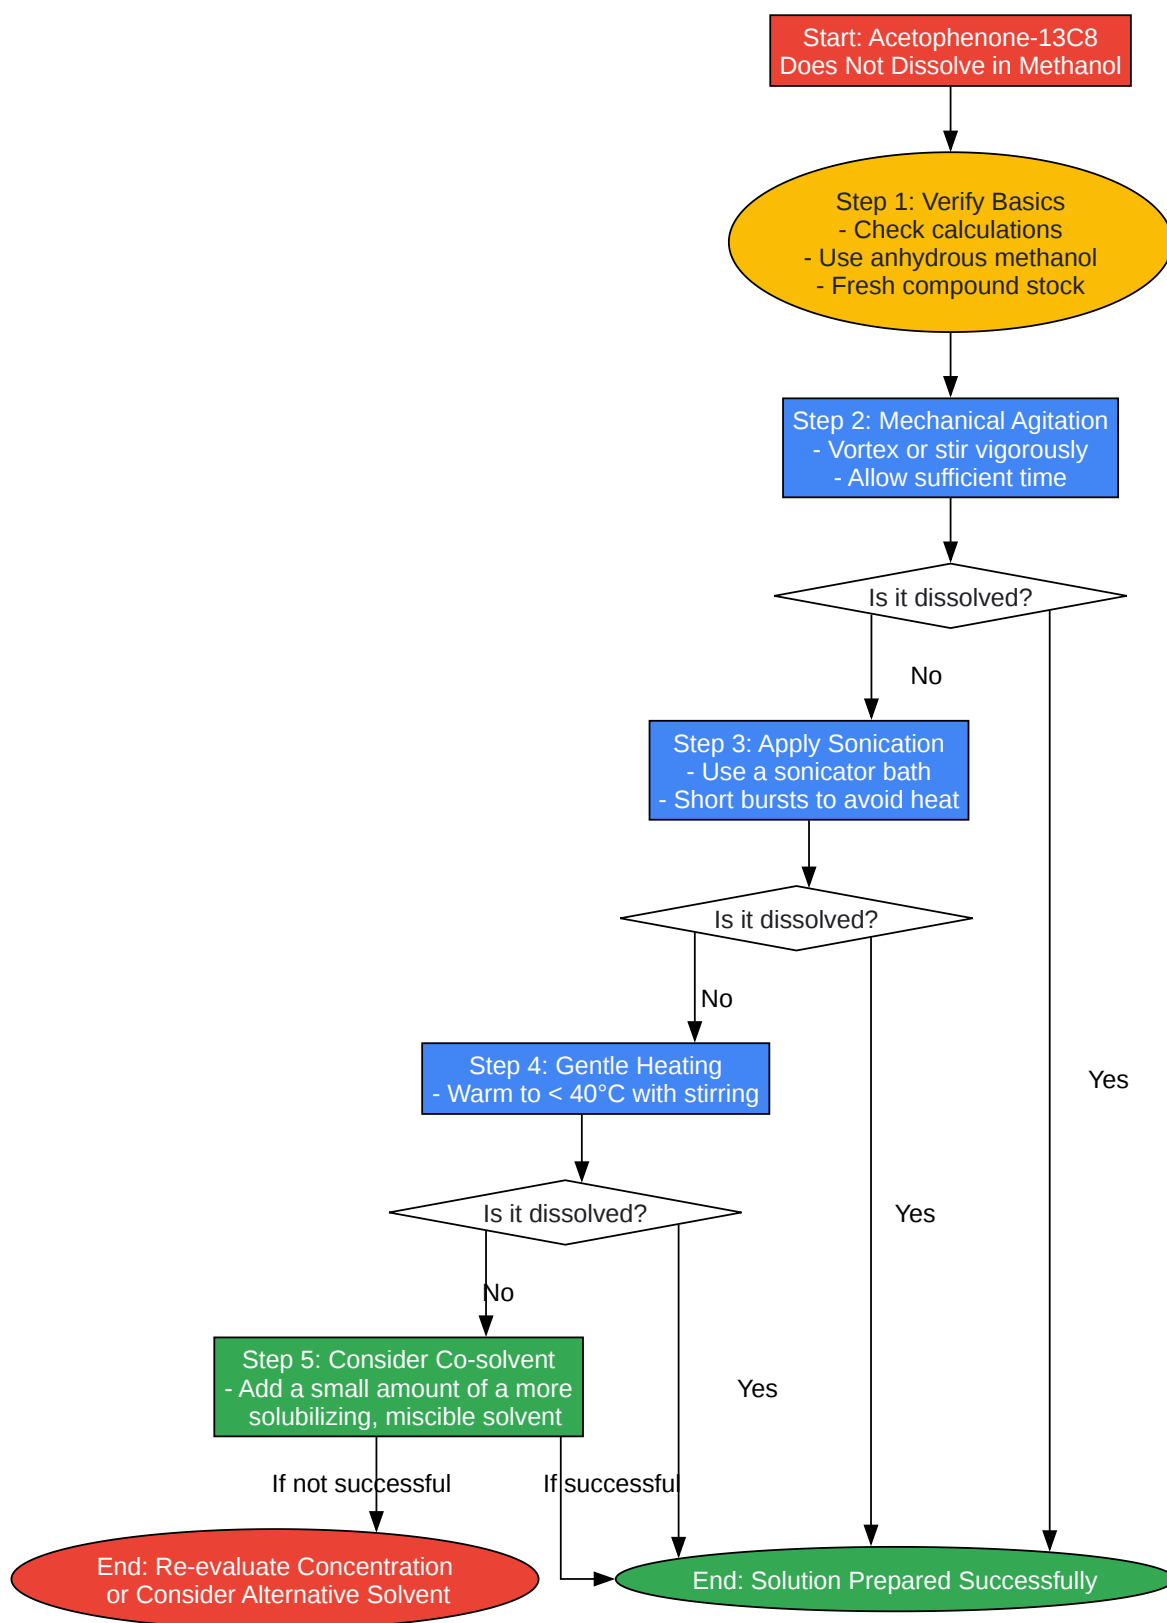 Start: Acetophenone-13C8
Does Not Dissolve in Methanol
Step 1: Verify Basics
- Check calculations
- Use anhydrous methanol
- Fresh compound stock
Step 2: Mechanical Agitation
- Vortex or stir vigorously
- Allow sufficient time
Is it dissolved?
No
Step 3: Apply Sonication
- Use a sonicator bath
- Short bursts to avoid heat
Is it dissolved?
No
Step 4: Gentle Heating
- Warm to < 40°C with stirring
Yes
Is it dissolved?
Yes
No
Step 5: Consider Co-solvent
- Add a small amount of a more
solubilizing, miscible solvent
Yes
If not successful
If successful
End: Re-evaluate Concentration
or Consider Alternative Solvent
End: Solution Prepared Successfully